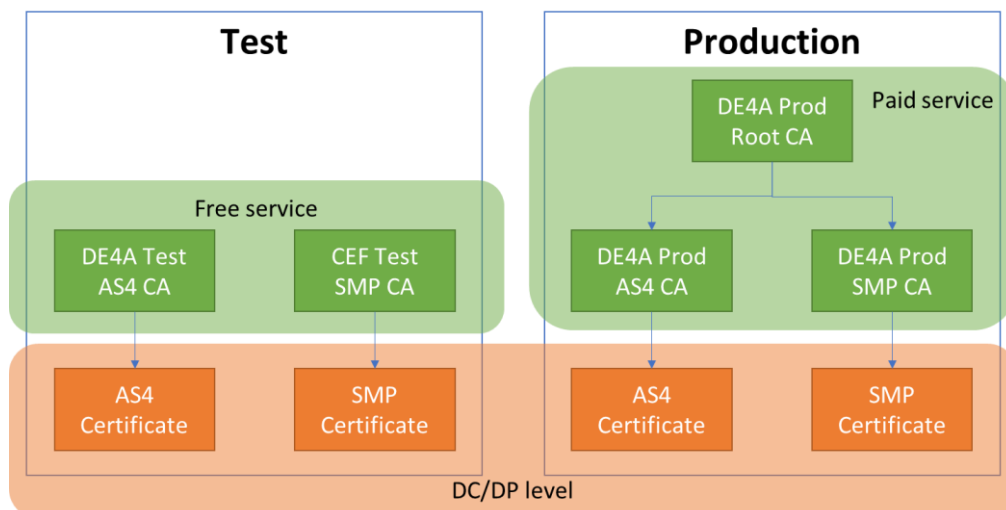 Test
Production
Paid service
DE4A Prod
Root CA
Free service
DE4A Test
AS4 CA
CEF Test
SMP CA
DE4A Prod
AS4 CA
DE4A Prod
SMP CA
AS4
Certificate
SMP
Certificate
AS4
Certificate
SMP
Certificate
DC/DP level